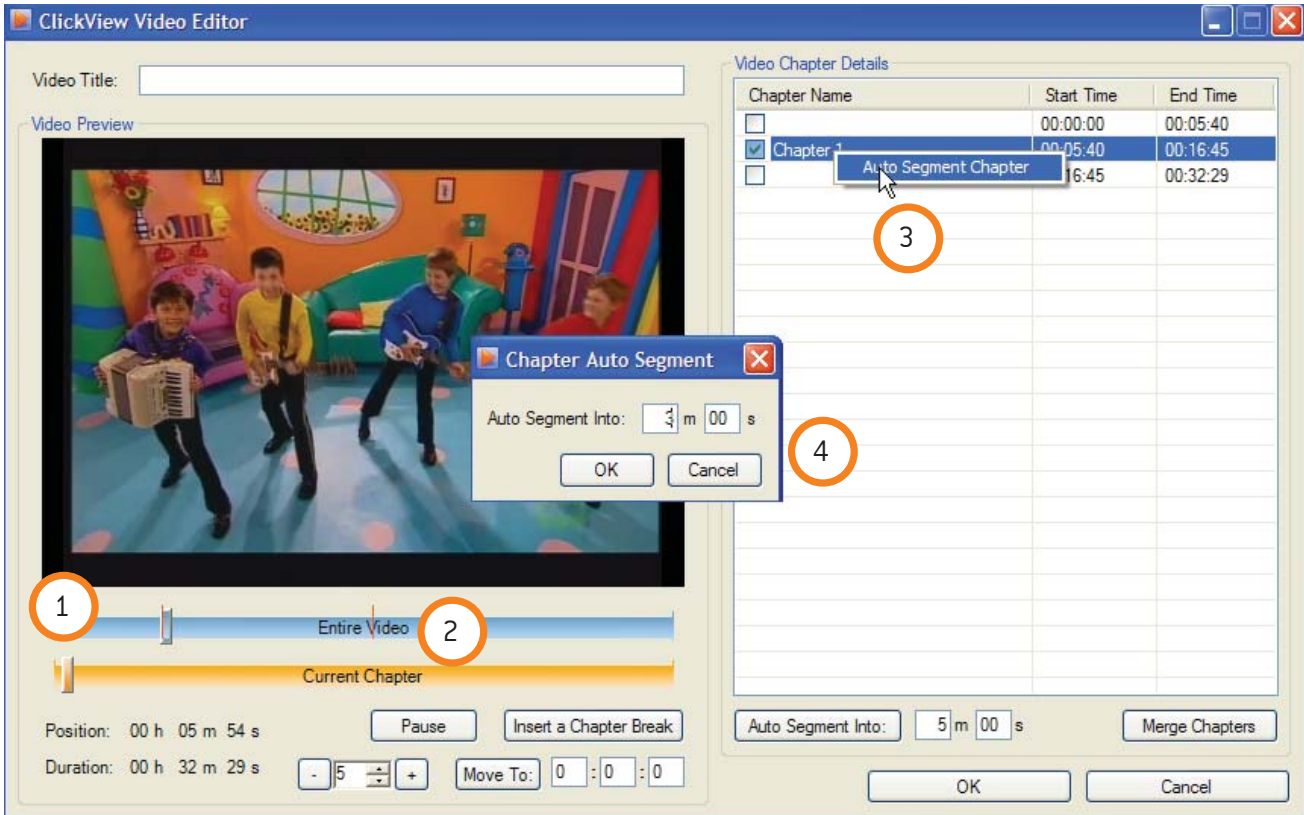 ClickView Video Editor
Video Title:
Video Preview
1
Entire Video
2
Current Chapter
Position: 00 h 05 m 54 s
Pause
Insert a Chapter Break
Duration: 00 h 32 m 29 s
- 5 +
Move To: 0 : 0 : 0
Video Chapter Details
Chapter Name Start Time End Time
00:00:00 00:05:40
Chapter 1 00:05:40 00:16:45
Auto Segment Chapter
16:45 00:32:29
3
Chapter Auto Segment
Auto Segment Into: 3 m 00 s
OK Cancel
4
Auto Segment Into: 5 m 00 s
Merge Chapters
OK Cancel